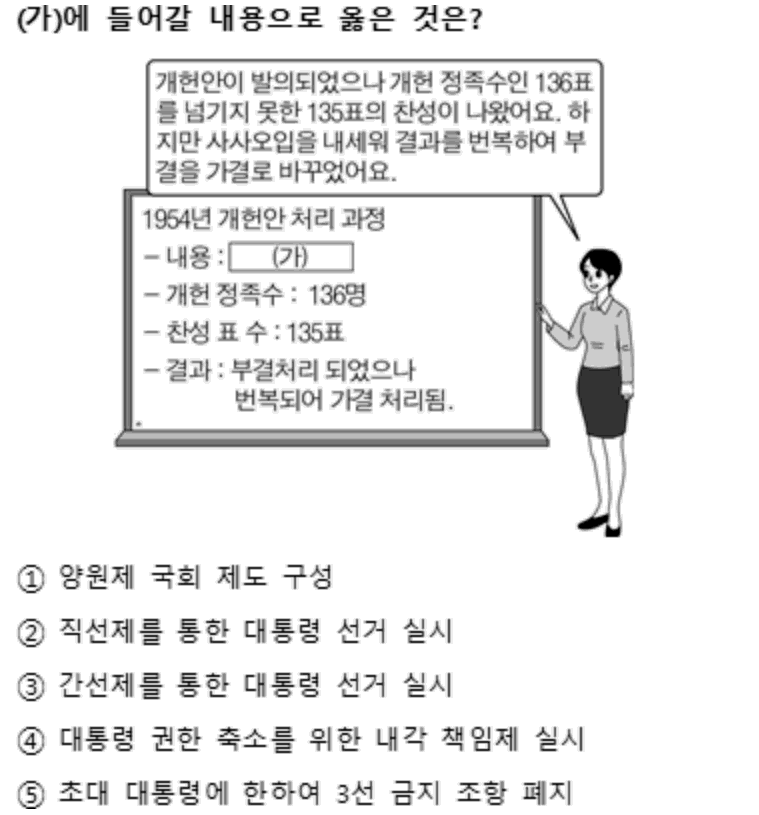 (가)에 들어갈 내용으로 옳은 것은?
개헌안이 발의되었으나 개헌 정족수인 136표
를 넘기지 못한 135표의 찬성이 나왔어요. 하
지만 사사오입을 내세워 결과를 번복하여 부
결을 가결로 바꾸었어요.
1954년 개헌안 처리 과정
– 내용 : (가)
– 개헌 정족수 : 136명
– 찬성 표 수 : 135표
– 결과 : 부결처리 되었으나
번복되어 가결 처리됨.
① 양원제 국회 제도 구성
② 직선제를 통한 대통령 선거 실시
③ 간선제를 통한 대통령 선거 실시
④ 대통령 권한 축소를 위한 내각 책임제 실시
⑤ 초대 대통령에 한하여 3선 금지 조항 폐지